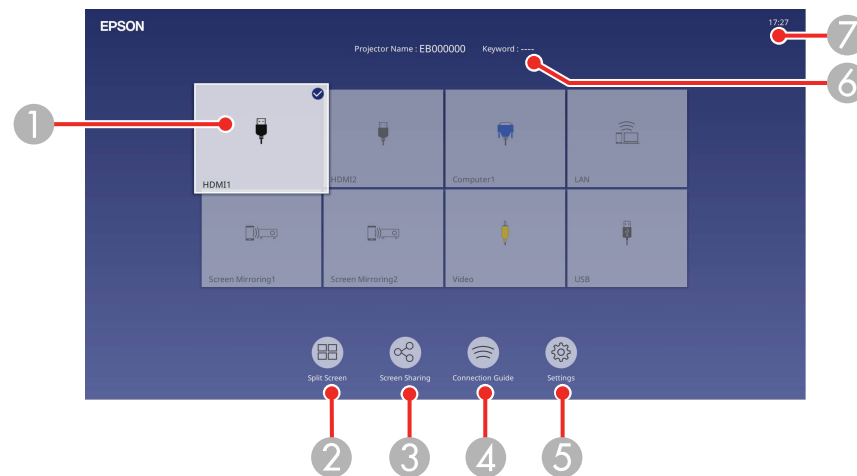 EPSON
17:27
7
Projector Name : EB000000 Keyword : ----
6
1
HDMI1
HDMI2
Computer1
LAN
Screen Mirroring1
Screen Mirroring2
Video
USB
Split Screen
Screen Sharing
Connection Guide
Settings
2
3
4
5